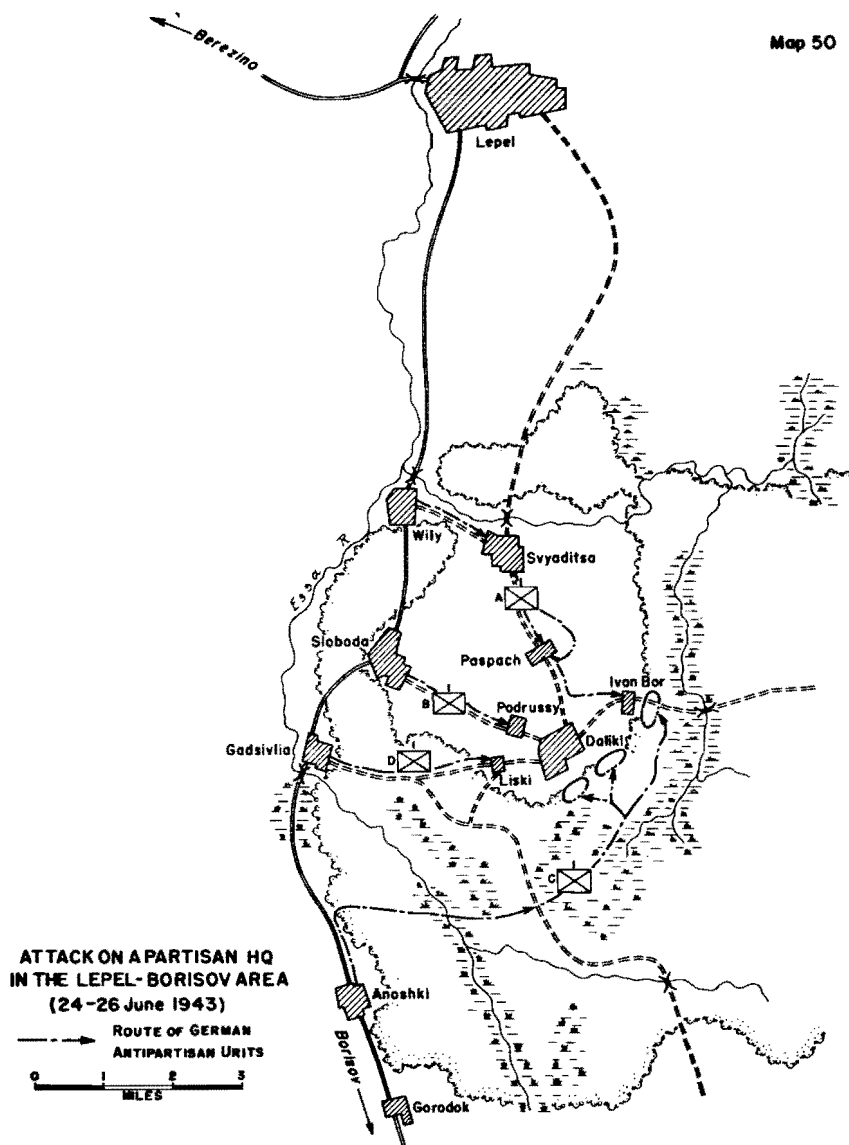 Berezino
Map 50
Lepel
Wily
Essa R.
Svyaditsa
A
Sloboda
Paspach
Ivan Bor
B
Podrussy
Daliki
Gadsivlia
D
Liski
C
ATTACK ON A PARTISAN HQ
IN THE LEPEL-BORISOV AREA
(24-26 June 1943)
ROUTE OF GERMAN
ANTIPARTISAN URITS
0 1 2 3
MILES
Anoshki
Borisov
Gorodok